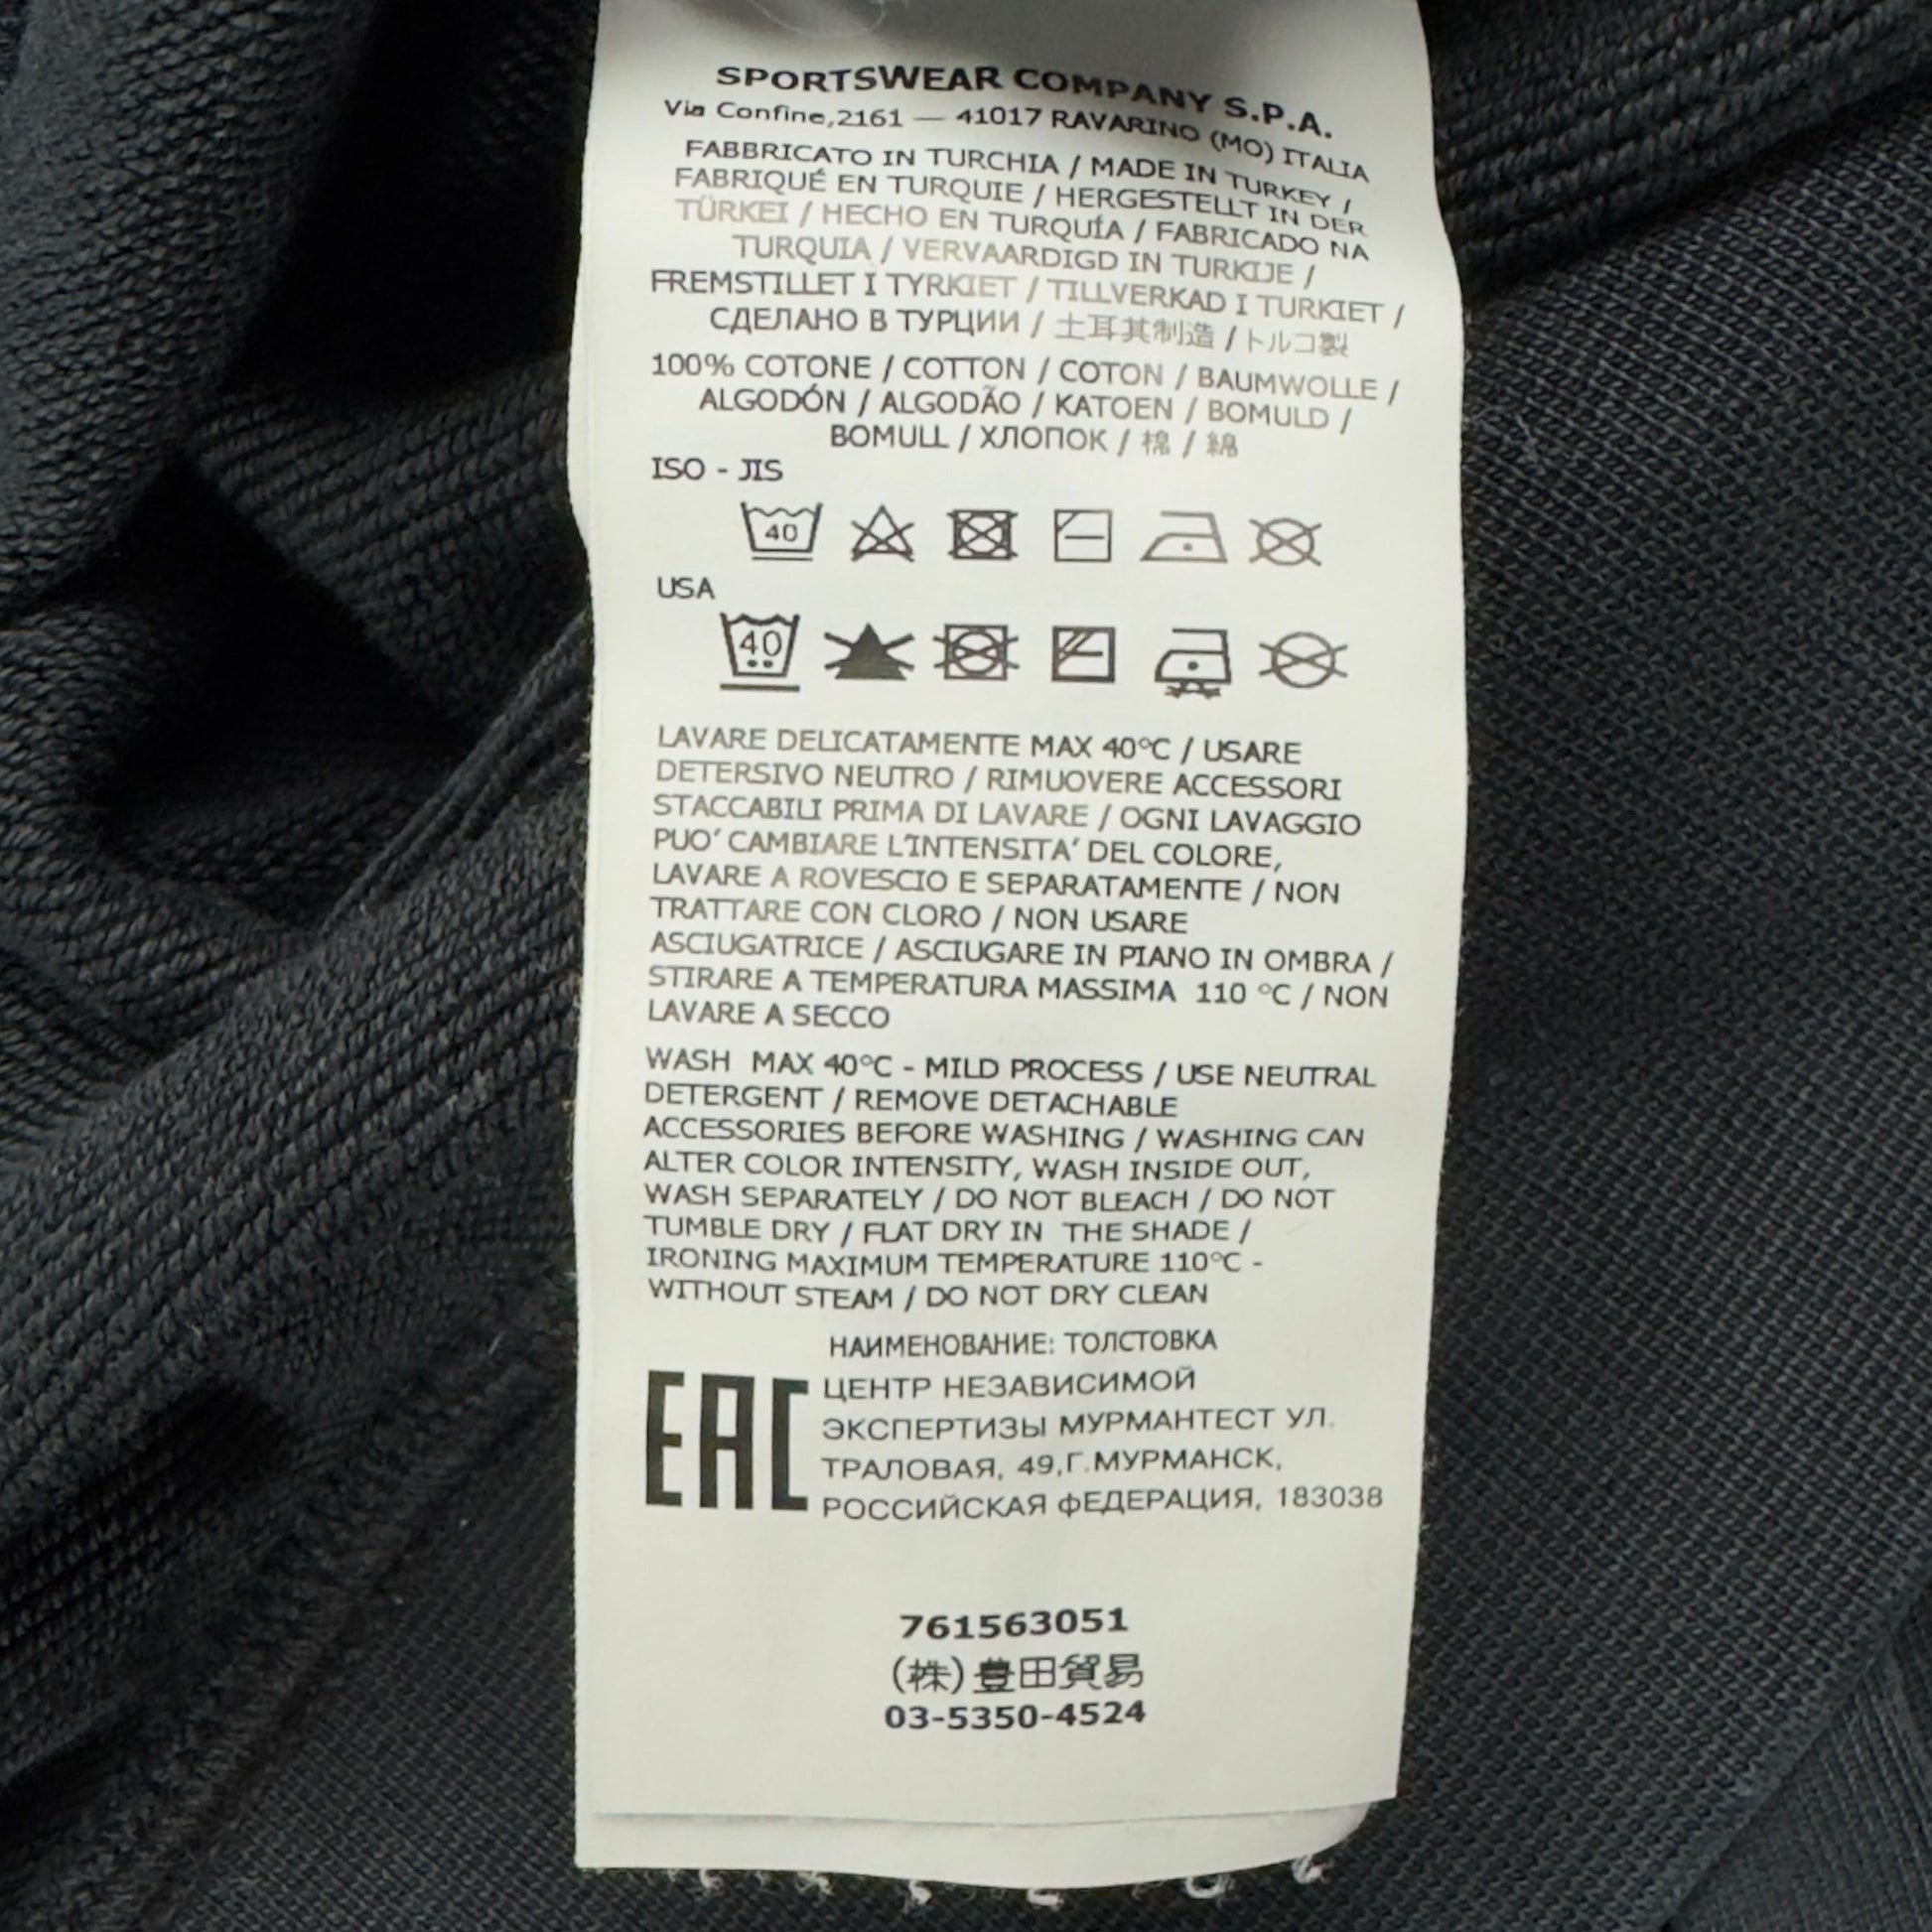 SPORTSWEAR COMPANY S.P.A.
Via Confine,2161 — 41017 RAVARINO (MO) ITALIA
FABBRICATO IN TURCHIA / MADE IN TURKEY /
FABRIQUÉ EN TURQUIE / HERGESTELLT IN DER
TÜRKEI / HECHO EN TURQUÍA / FABRICADO NA
TURQUIA / VERVAARDIGD IN TURKIJE /
FREMSTILLET I TYRKIET / TILLVERKAD I TURKIET /
СДЕЛАНО В ТУРЦИИ / 土耳其制造 / トルコ製
100% COTONE / COTTON / COTON / BAUMWOLLE /
ALGODÓN / ALGODÃO / KATOEN / BOMULD /
BOMULL / ХЛОПОК / 棉 / 綿
ISO - JIS
40
USA
40
LAVARE DELICATAMENTE MAX 40°C / USARE
DETERSIVO NEUTRO / RIMUOVERE ACCESSORI
STACCABILI PRIMA DI LAVARE / OGNI LAVAGGIO
PUO' CAMBIARE L'INTENSITA' DEL COLORE,
LAVARE A ROVESCIO E SEPARATAMENTE / NON
TRATTARE CON CLORO / NON USARE
ASCIUGATRICE / ASCIUGARE IN PIANO IN OMBRA /
STIRARE A TEMPERATURA MASSIMA 110 °C / NON
LAVARE A SECCO
WASH MAX 40°C - MILD PROCESS / USE NEUTRAL
DETERGENT / REMOVE DETACHABLE
ACCESSORIES BEFORE WASHING / WASHING CAN
ALTER COLOR INTENSITY, WASH INSIDE OUT,
WASH SEPARATELY / DO NOT BLEACH / DO NOT
TUMBLE DRY / FLAT DRY IN THE SHADE /
IRONING MAXIMUM TEMPERATURE 110°C -
WITHOUT STEAM / DO NOT DRY CLEAN
НАИМЕНОВАНИЕ: ТОЛСТОВКА
EAC
ЦЕНТР НЕЗАВИСИМОЙ
ЭКСПЕРТИЗЫ МУРМАНТЕСТ УЛ.
ТРАЛОВАЯ, 49,Г.МУРМАНСК,
РОССИЙСКАЯ ФЕДЕРАЦИЯ, 183038
761563051
(株)豊田貿易
03-5350-4524